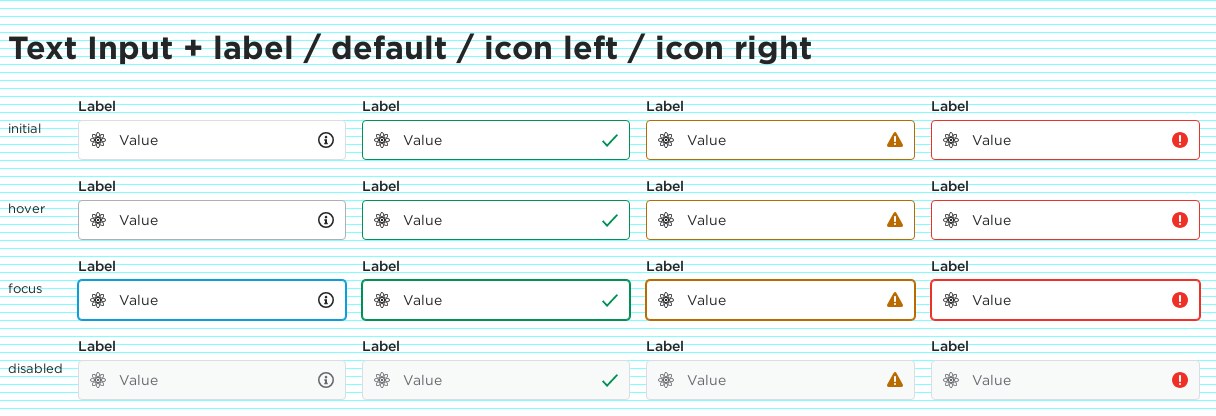 Text Input + label / default / icon left / icon right
Label Label Label Label
initial Value Value Value Value
Label Label Label Label
hover Value Value Value Value
Label Label Label Label
focus Value Value Value Value
Label Label Label Label
disabled Value Value Value Value